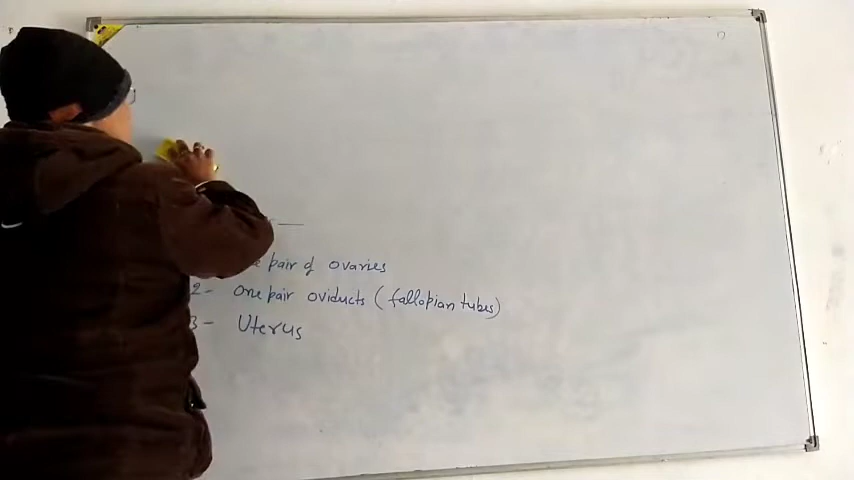 pair of ovaries
2- One pair oviducts (fallopian tubes)
3- Uterus